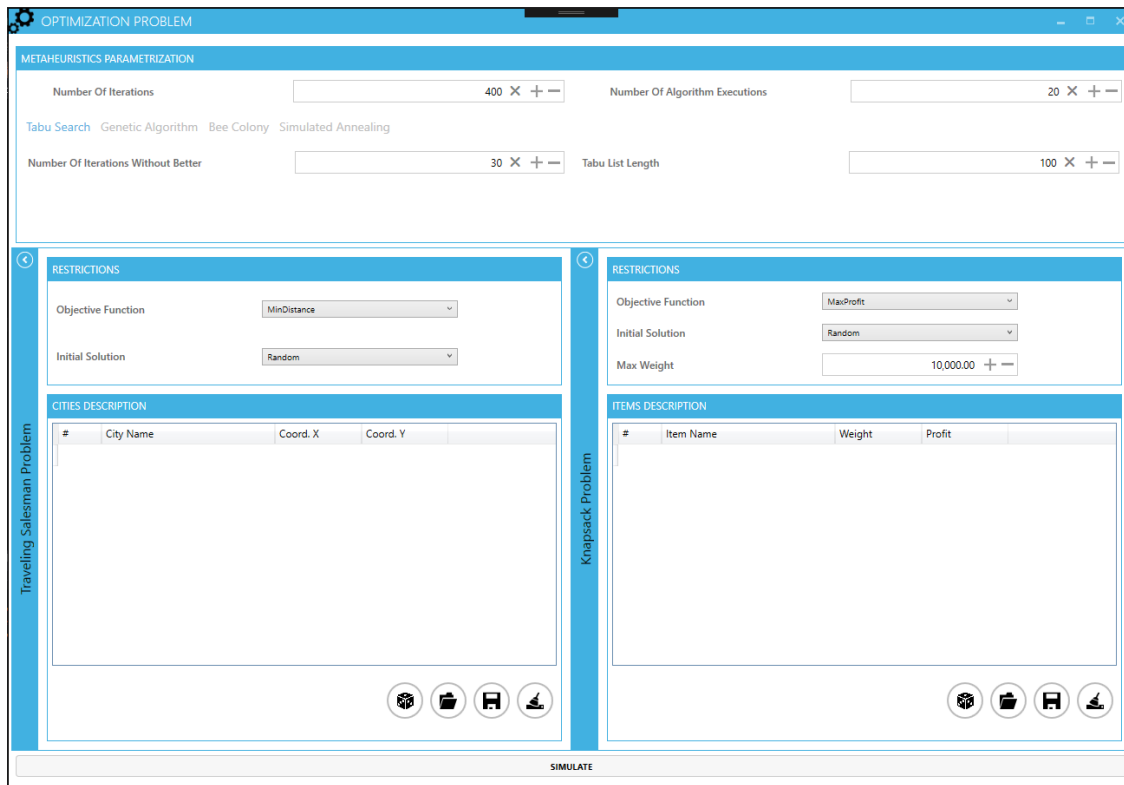 OPTIMIZATION PROBLEM
METAHEURISTICS PARAMETRIZATION
Number Of Iterations 400 Number Of Algorithm Executions 20
Tabu Search Genetic Algorithm Bee Colony Simulated Annealing
Number Of Iterations Without Better 30 Tabu List Length 100
Traveling Salesman Problem
RESTRICTIONS
Objective Function MinDistance
Initial Solution Random
CITIES DESCRIPTION
# City Name Coord. X Coord. Y
Knapsack Problem
RESTRICTIONS
Objective Function MaxProfit
Initial Solution Random
Max Weight 10,000.00
ITEMS DESCRIPTION
# Item Name Weight Profit
SIMULATE